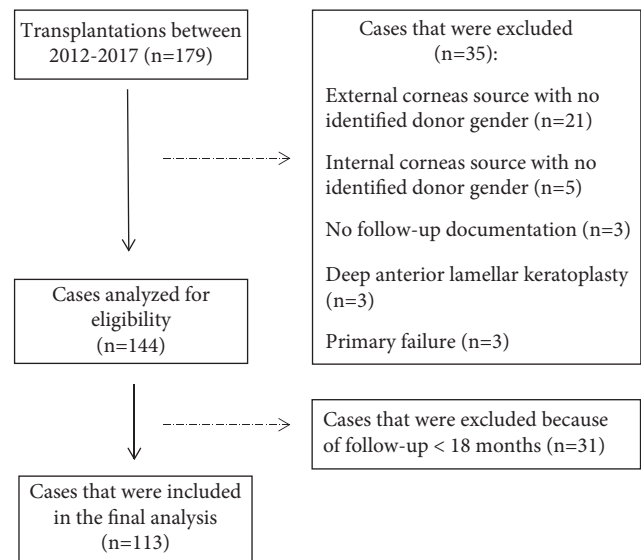 Transplantations between
2012-2017 (n=179)
Cases that were excluded
(n=35):
External corneas source with no
identified donor gender (n=21)
Internal corneas source with no
identified donor gender (n=5)
No follow-up documentation (n=3)
Deep anterior lamellar keratoplasty
(n=3)
Primary failure (n=3)
Cases analyzed for
eligibility
(n=144)
Cases that were excluded because
of follow-up < 18 months (n=31)
Cases that were included
in the final analysis
(n=113)